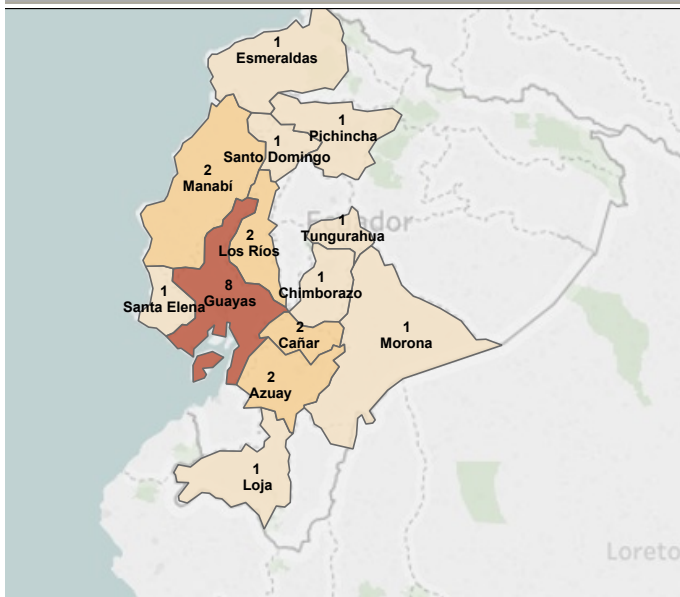 1
Esmeraldas
1
Pichincha
1
Santo Domingo
2
Manabí
Ecuador
1
Tungurahua
2
Los Ríos
1
Chimborazo
8
Guayas
1
Santa Elena
2
Cañar
1
Morona
2
Azuay
1
Loja
Loreto